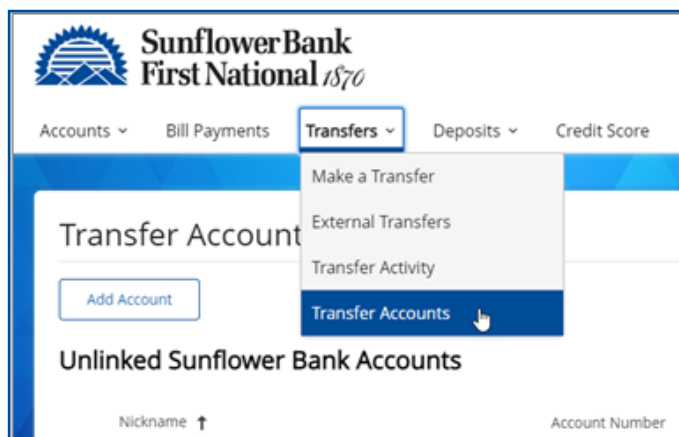 Sunflower Bank
First National 1870
Accounts Bill Payments Transfers Deposits Credit Score
Make a Transfer
External Transfers
Transfer Activity
Transfer Accounts
Transfer Account
Add Account
Unlinked Sunflower Bank Accounts
Nickname ↑ Account Number